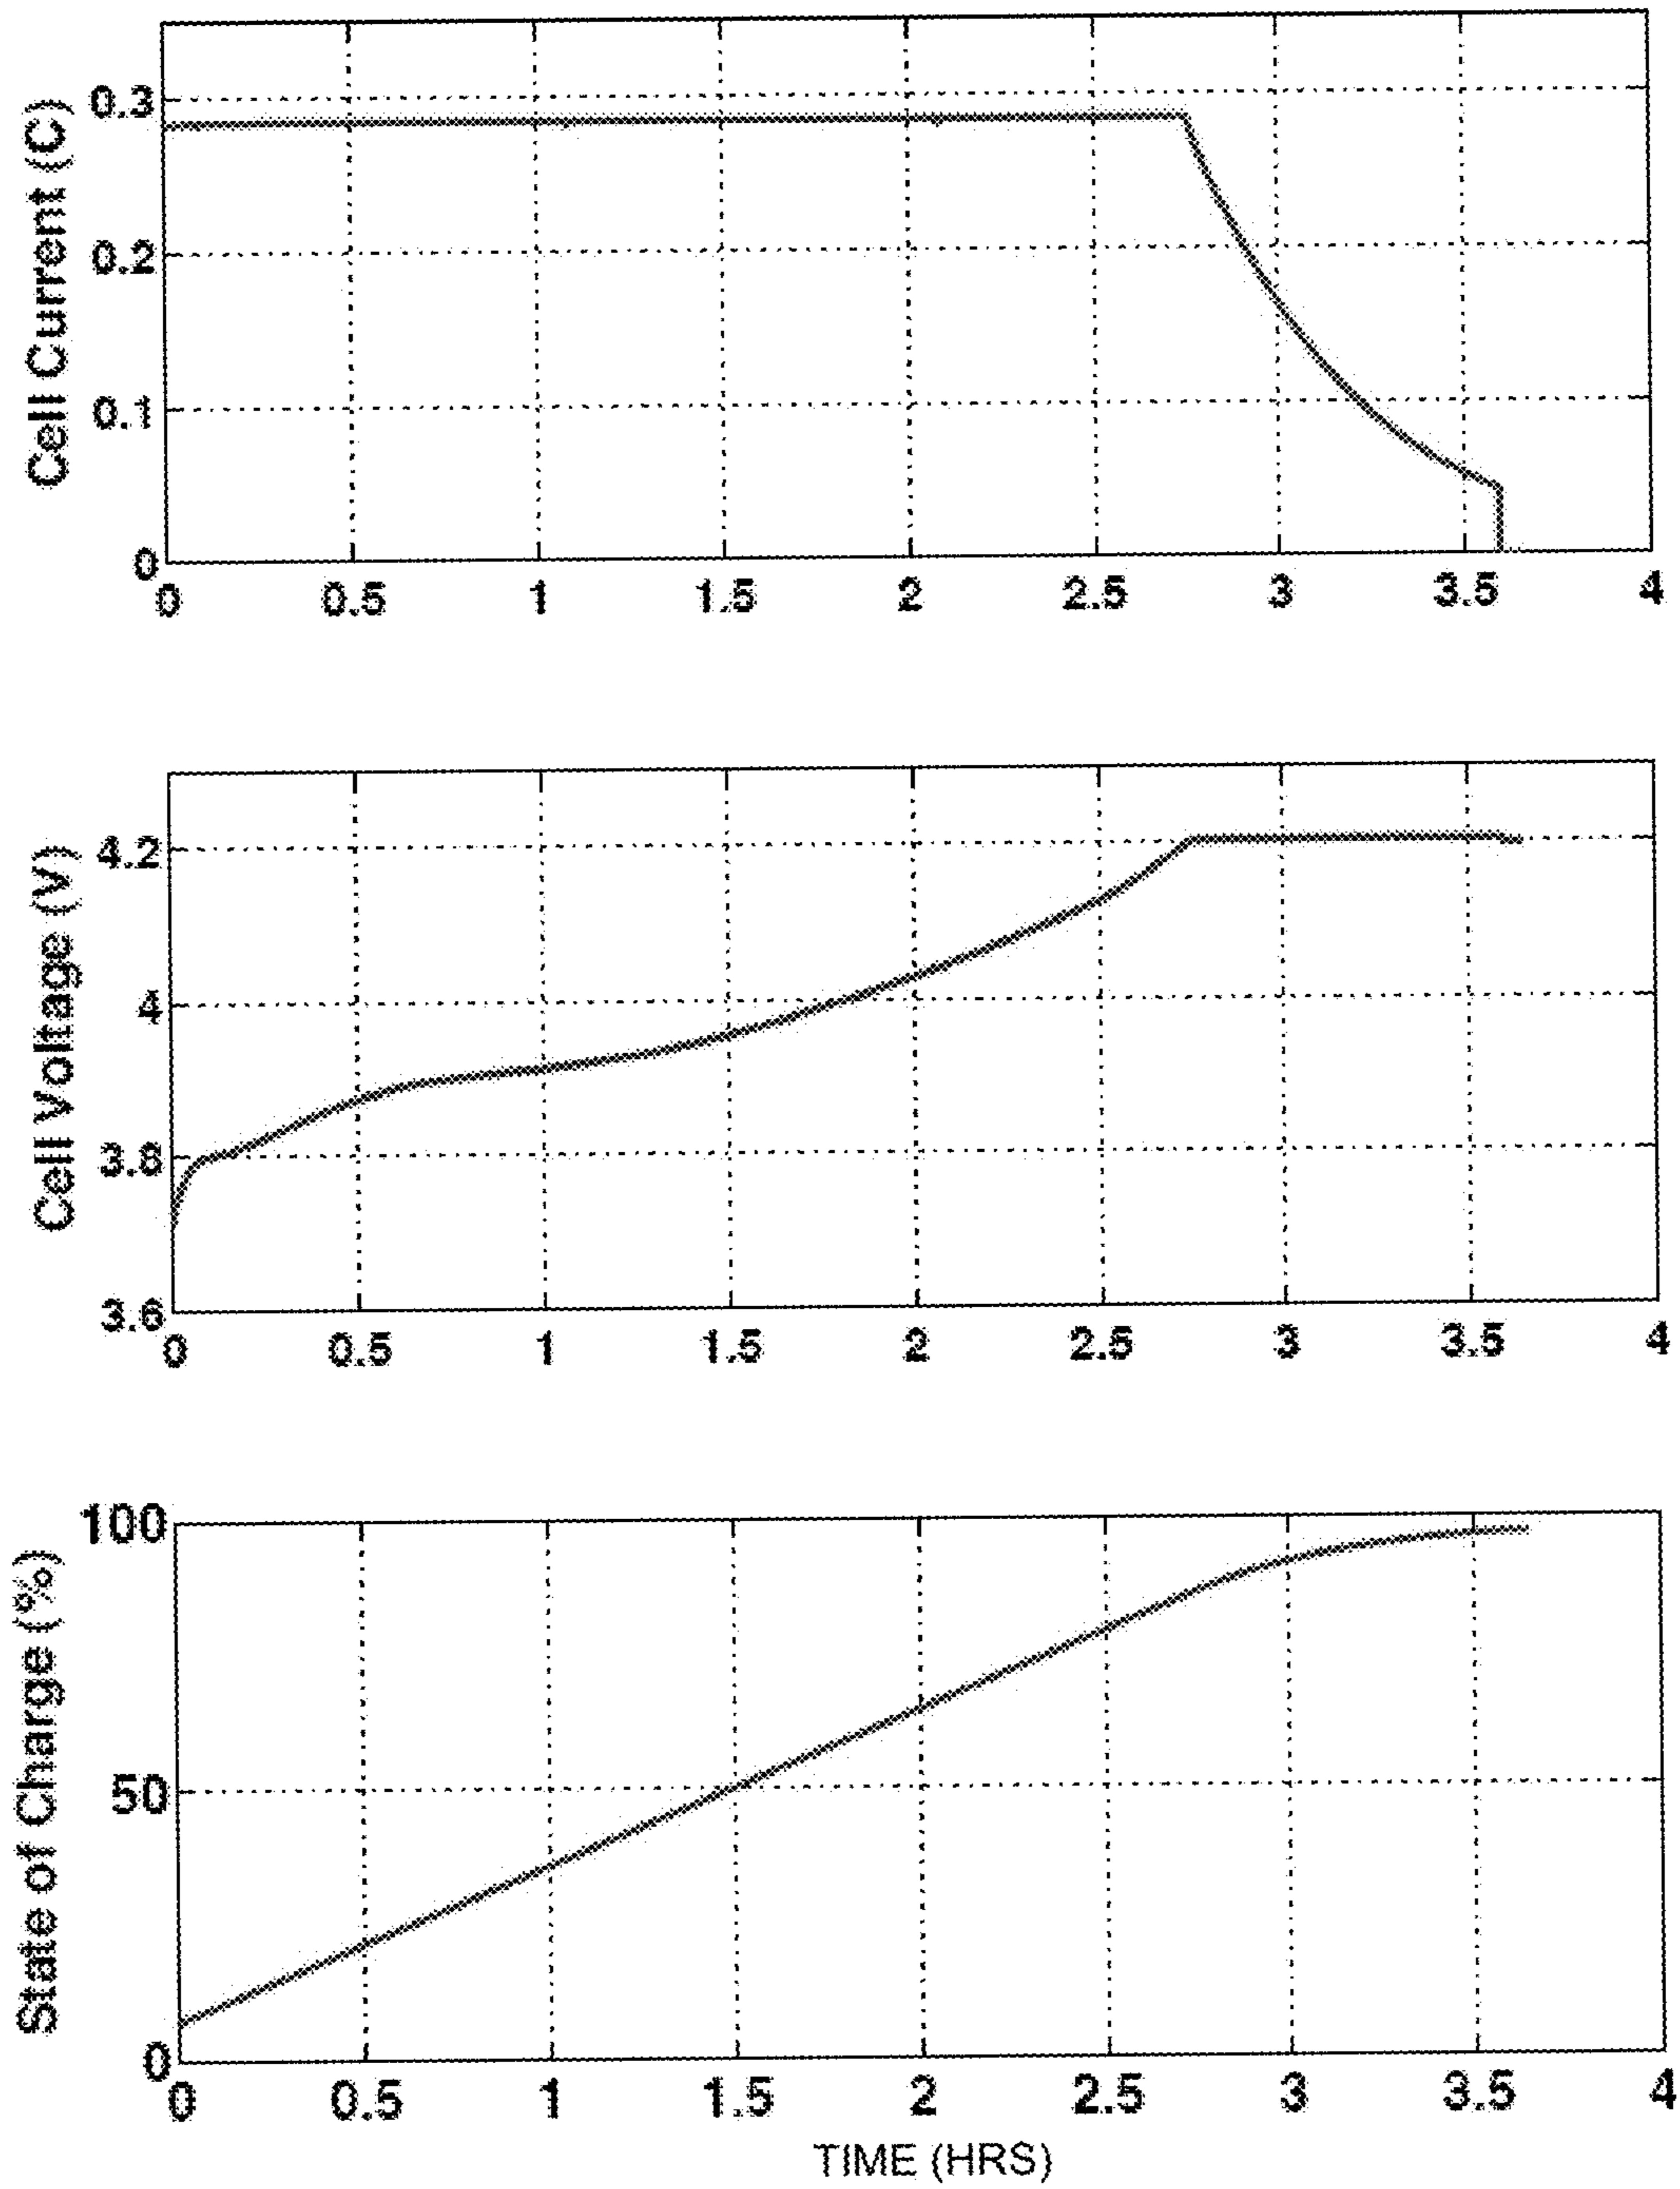 Cell Current (C)
0.3
0.2
0.1
0
0 0.5 1 1.5 2 2.5 3 3.5 4
Cell Voltage (V)
4.2
4
3.8
3.6
0 0.5 1 1.5 2 2.5 3 3.5 4
State of Charge (%)
100
50
0
0 0.5 1 1.5 2 2.5 3 3.5 4
TIME (HRS)